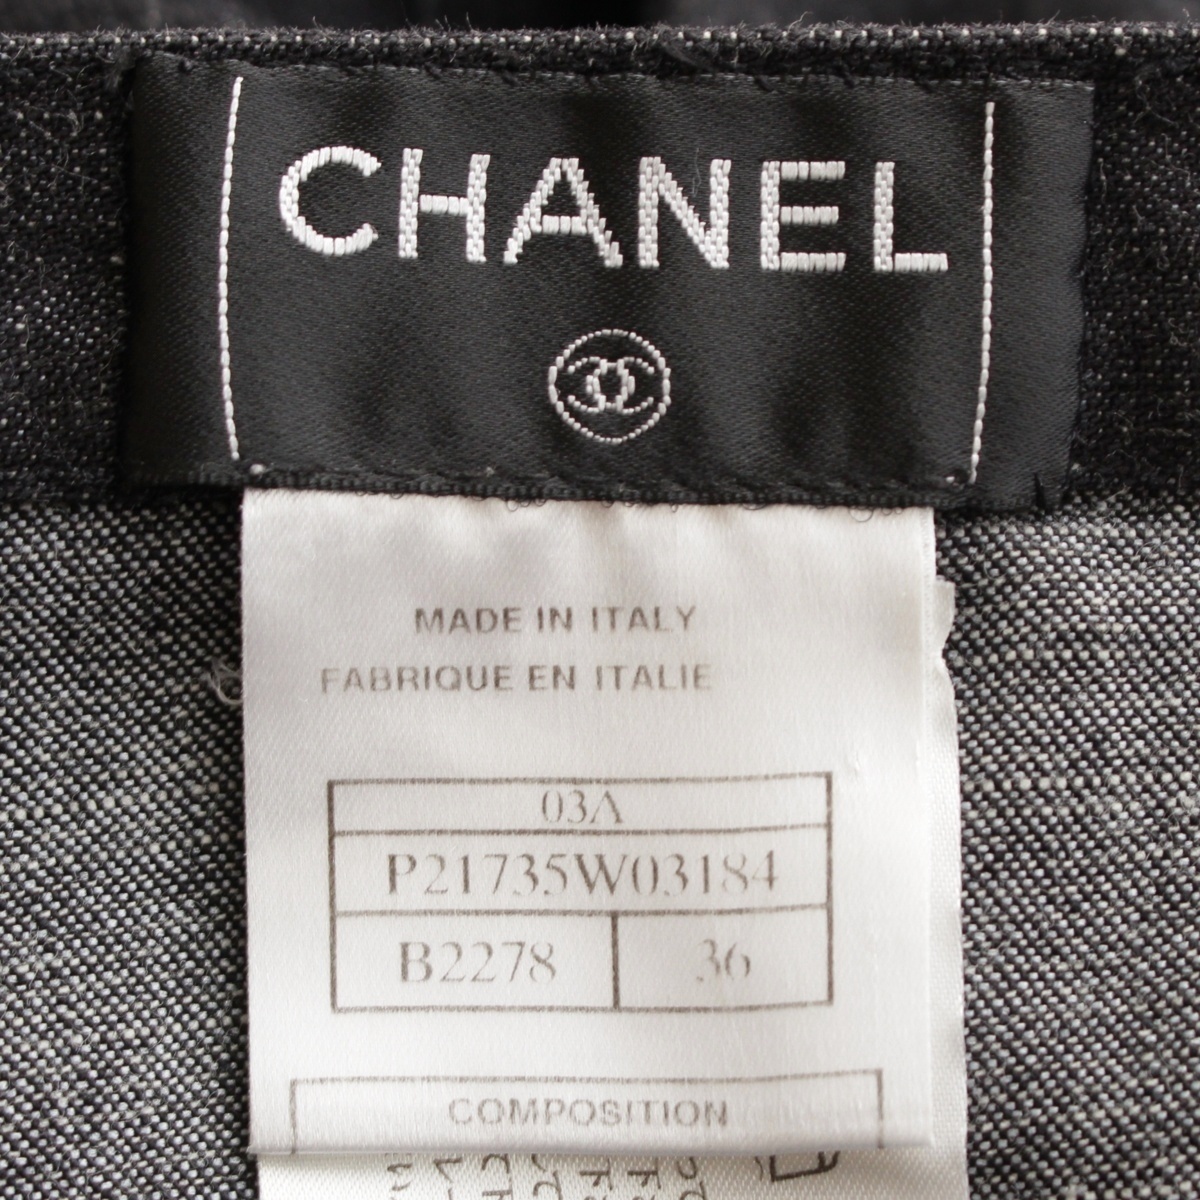 CHANEL
MADE IN ITALY
FABRIQUE EN ITALIE
03A
P21735W03184
B2278 36
COMPOSITION